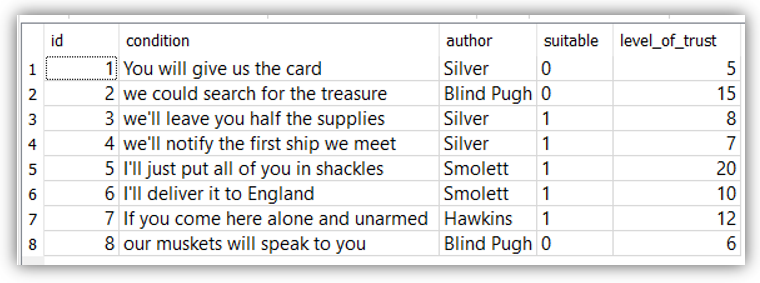 id condition author suitable level_of_trust
1 1 You will give us the card Silver 0 5
2 2 we could search for the treasure Blind Pugh 0 15
3 3 we'll leave you half the supplies Silver 1 8
4 4 we'll notify the first ship we meet Silver 1 7
5 5 I'll just put all of you in shackles Smolett 1 20
6 6 I'll deliver it to England Smolett 1 10
7 7 If you come here alone and unarmed Hawkins 1 12
8 8 our muskets will speak to you Blind Pugh 0 6